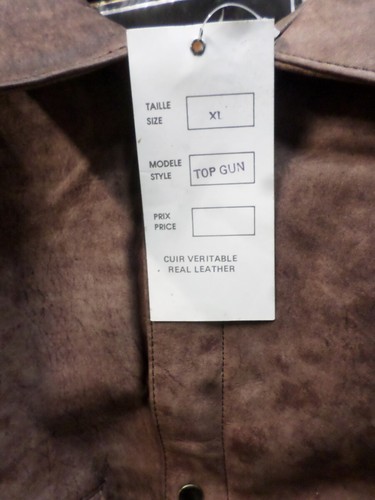 TAILLE
SIZE
XL
MODELE
STYLE
TOP GUN
PRIX
PRICE
CUIR VERITABLE
REAL LEATHER